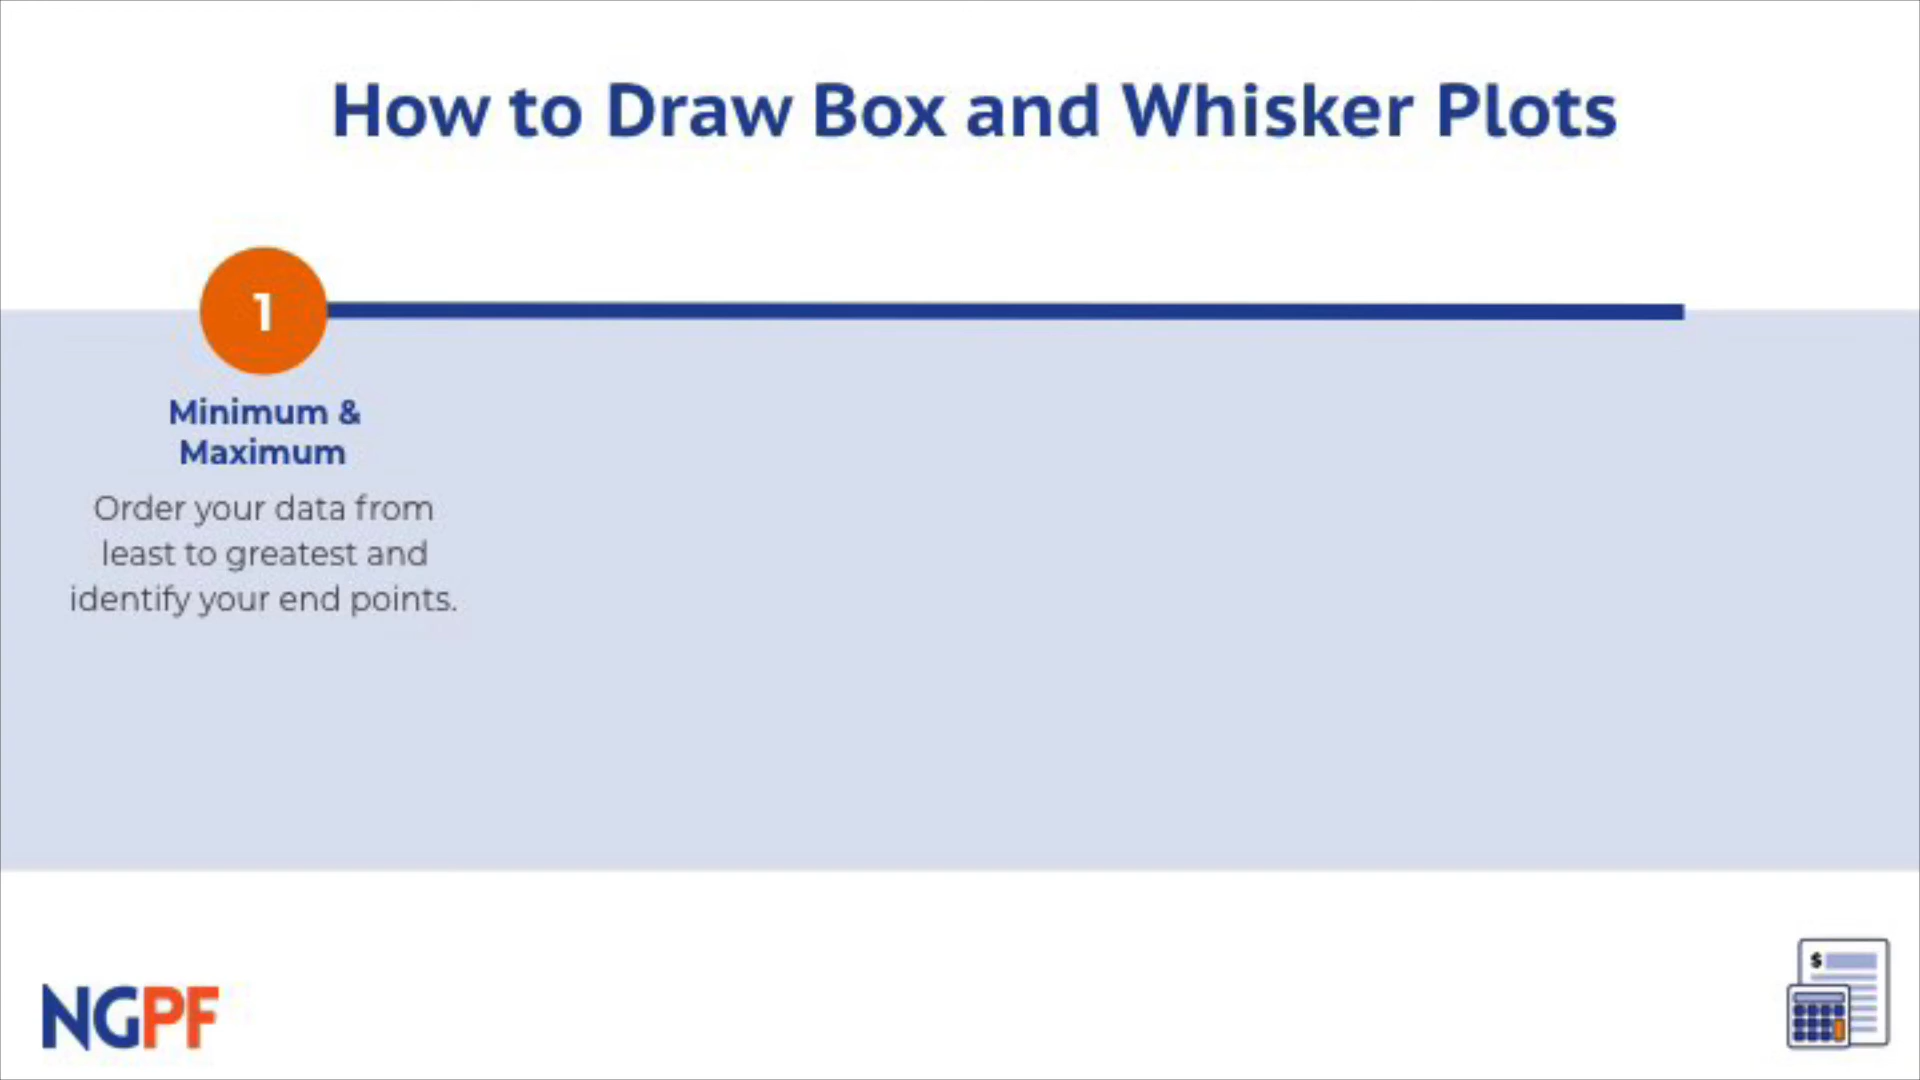 How to Draw Box and Whisker Plots
1
Minimum &
Maximum
Order your data from
least to greatest and
identify your end points.
$
NGPF